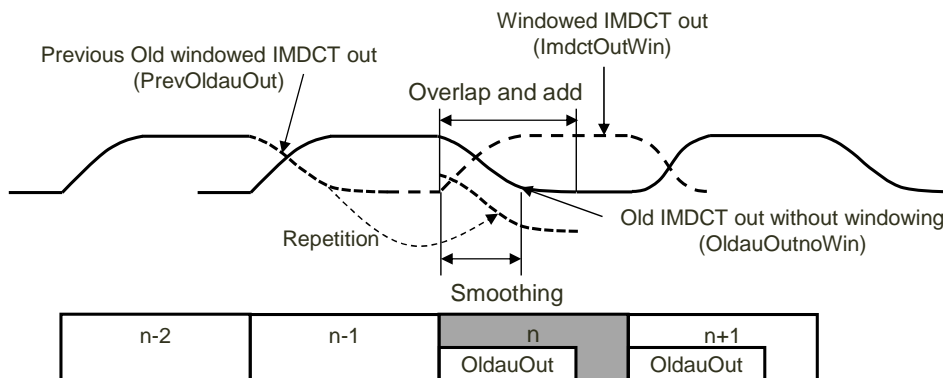 Windowed IMDCT out
(ImdctOutWin)
Previous Old windowed IMDCT out
(PrevOldauOut)
Overlap and add
Old IMDCT out without windowing
(OldauOutnoWin)
Repetition
Smoothing
n-2
n-1
n
n+1
OldauOut
OldauOut